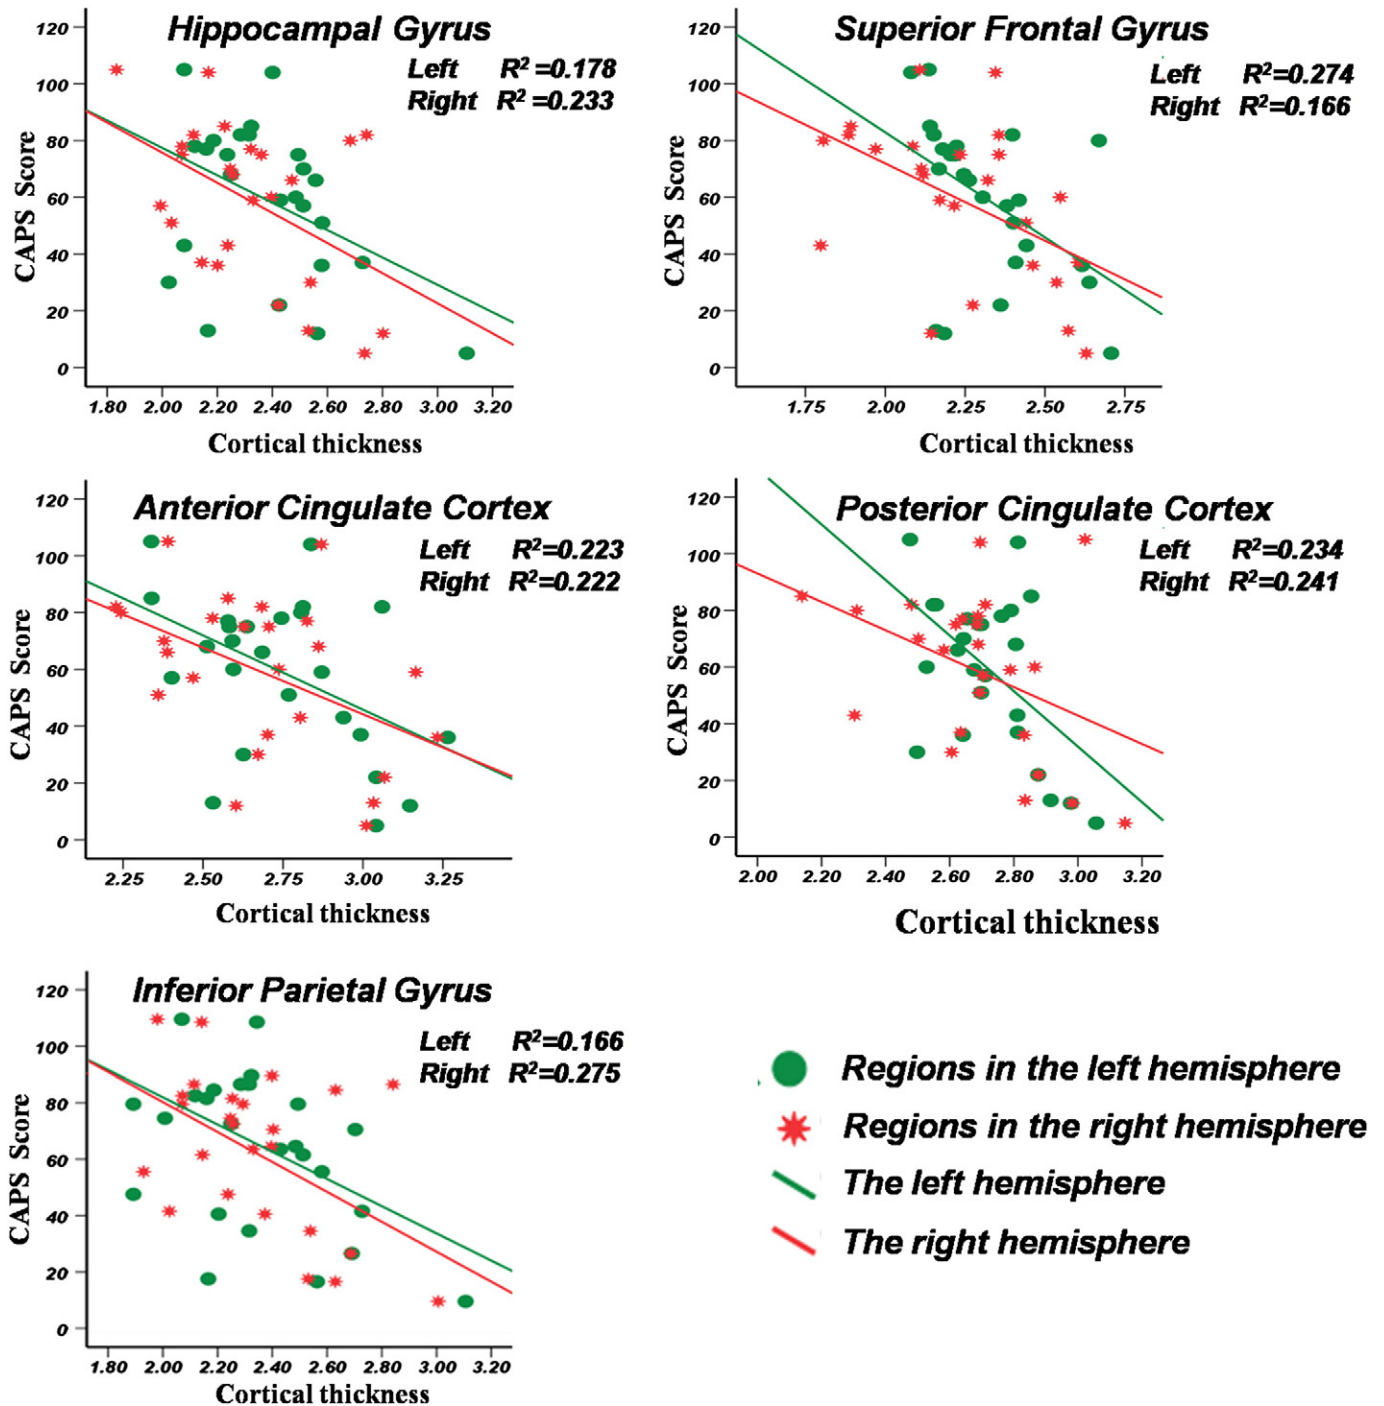 Hippocampal Gyrus
Left R²=0.178
Right R²=0.233
CAPS Score
120
100
80
60
40
20
0
1.80 2.00 2.20 2.40 2.60 2.80 3.00 3.20
Cortical thickness
Superior Frontal Gyrus
Left R²=0.274
Right R²=0.166
CAPS Score
120
100
80
60
40
20
0
1.75 2.00 2.25 2.50 2.75
Cortical thickness
Anterior Cingulate Cortex
Left R²=0.223
Right R²=0.222
CAPS Score
120
100
80
60
40
20
0
2.25 2.50 2.75 3.00 3.25
Cortical thickness
Posterior Cingulate Cortex
Left R²=0.234
Right R²=0.241
CAPS Score
120
100
80
60
40
20
0
2.00 2.20 2.40 2.60 2.80 3.00 3.20
Cortical thickness
Inferior Parietal Gyrus
Left R²=0.166
Right R²=0.275
CAPS Score
120
100
80
60
40
20
0
1.80 2.00 2.20 2.40 2.60 2.80 3.00 3.20
Cortical thickness
Regions in the left hemisphere
Regions in the right hemisphere
The left hemisphere
The right hemisphere